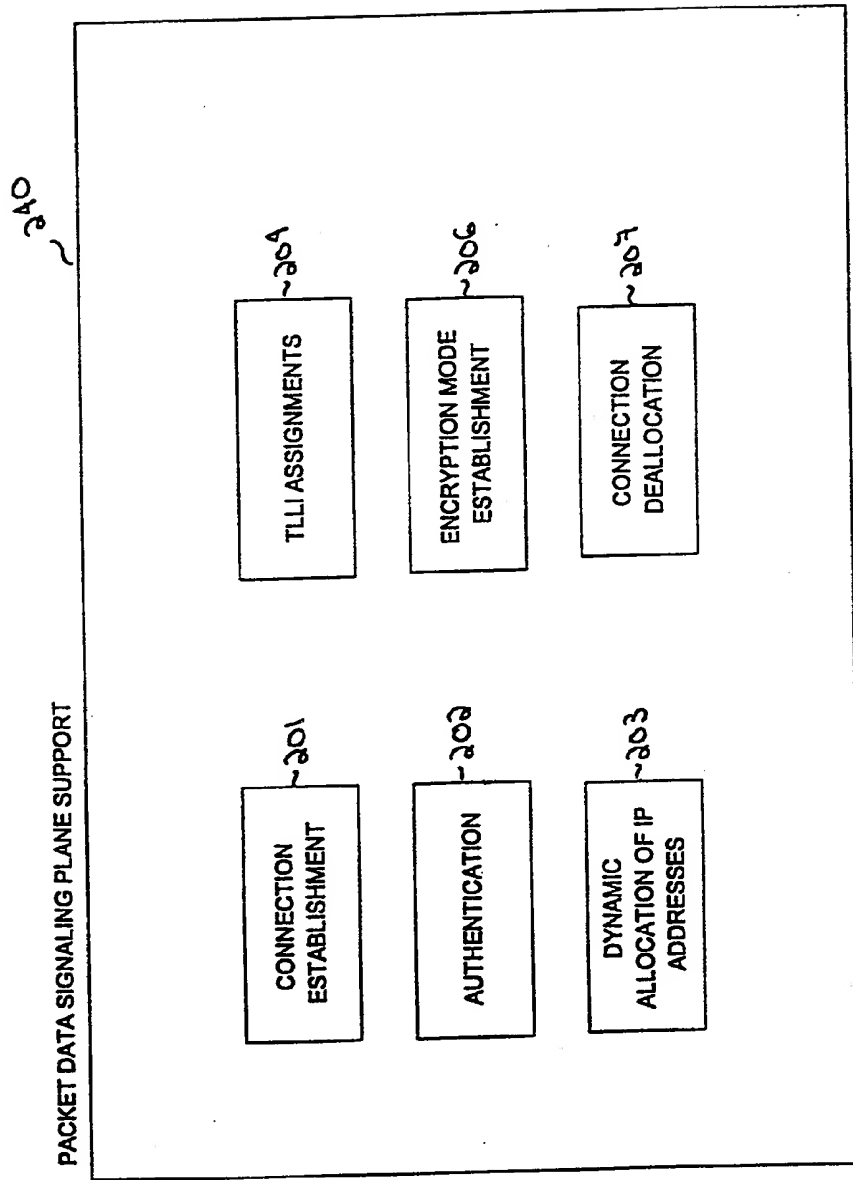 PACKET DATA SIGNALING PLANE SUPPORT
~ 240
CONNECTION
ESTABLISHMENT
~201
AUTHENTICATION
~202
DYNAMIC
ALLOCATION OF IP
ADDRESSES
~203
TLLI ASSIGNMENTS
~204
ENCRYPTION MODE
ESTABLISHMENT
~206
CONNECTION
DEALLOCATION
~207